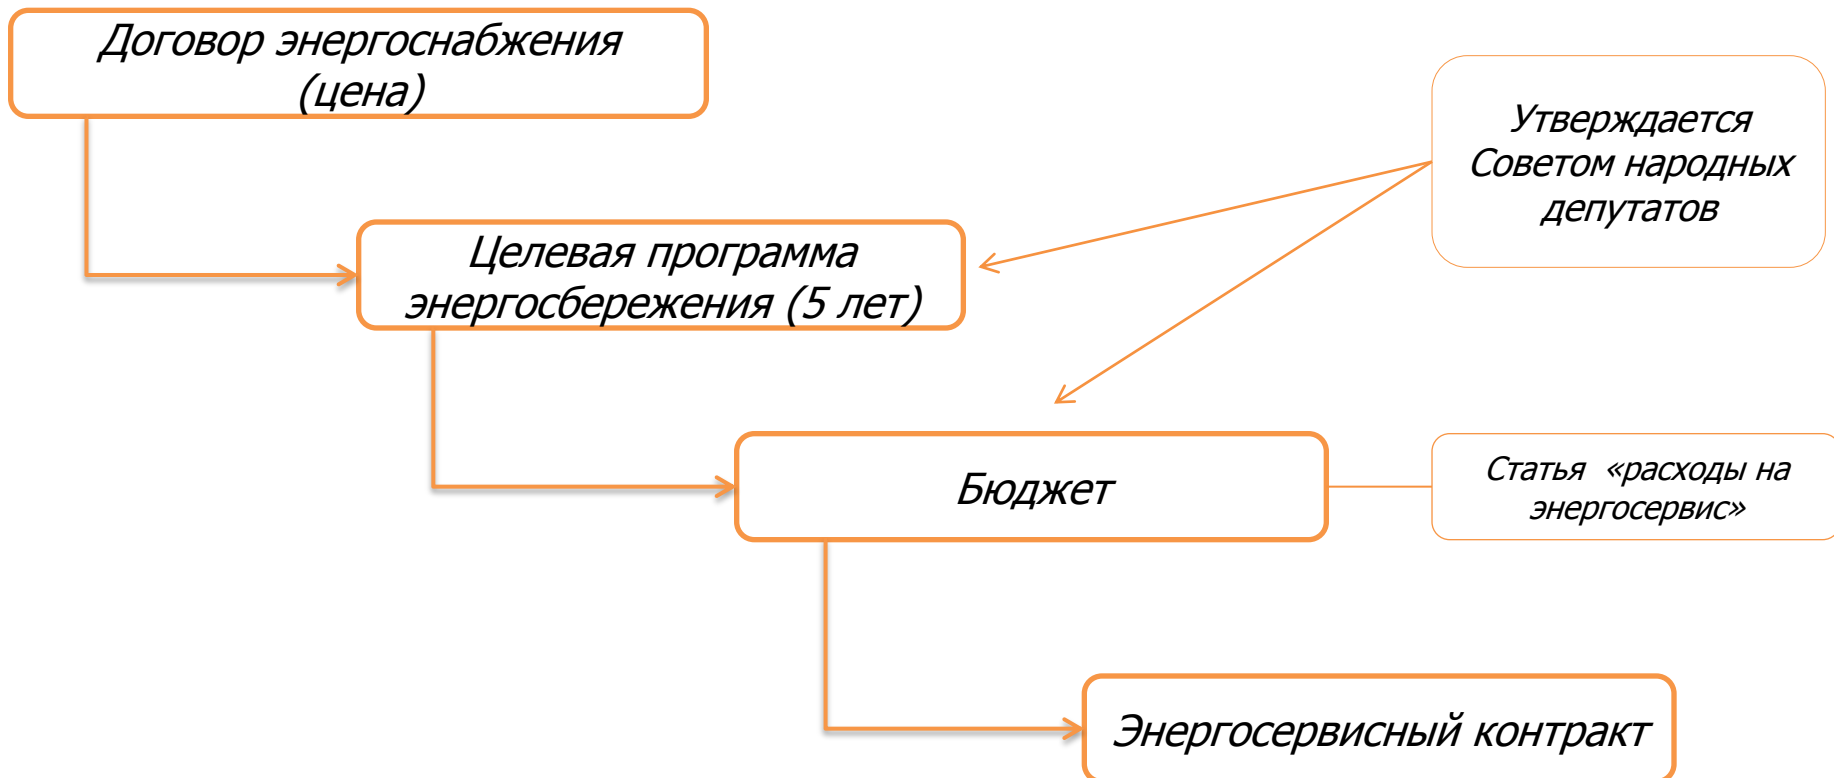 Договор энергоснабжения
(цена)
Утверждается
Советом народных
депутатов
Целевая программа
энергосбережения (5 лет)
Бюджет
Статья «расходы на
энергосервис»
Энергосервисный контракт